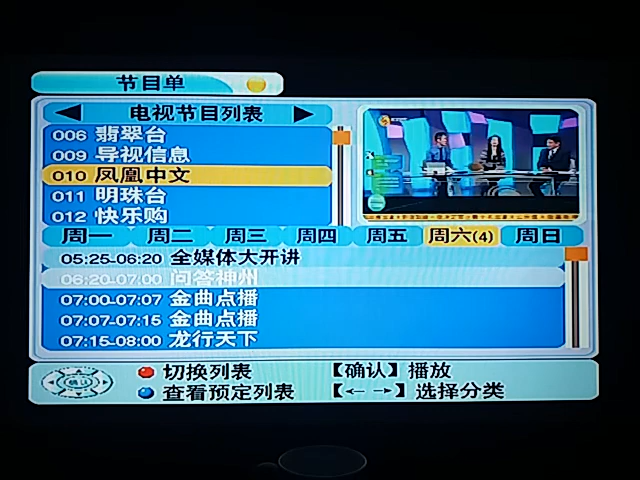 节目单
电视节目列表
006 翡翠台
009 导视信息
010 凤凰中文
011 明珠台
012 快乐购
周一 周二 周三 周四 周五 周六(4) 周日
05:25-06:20 全媒体大开讲
06:20-07:00 问答神州
07:00-07:07 金曲点播
07:07-07:15 金曲点播
07:15-08:00 龙行天下
确认
切换列表 【确认】播放
查看预定列表 【←→】选择分类